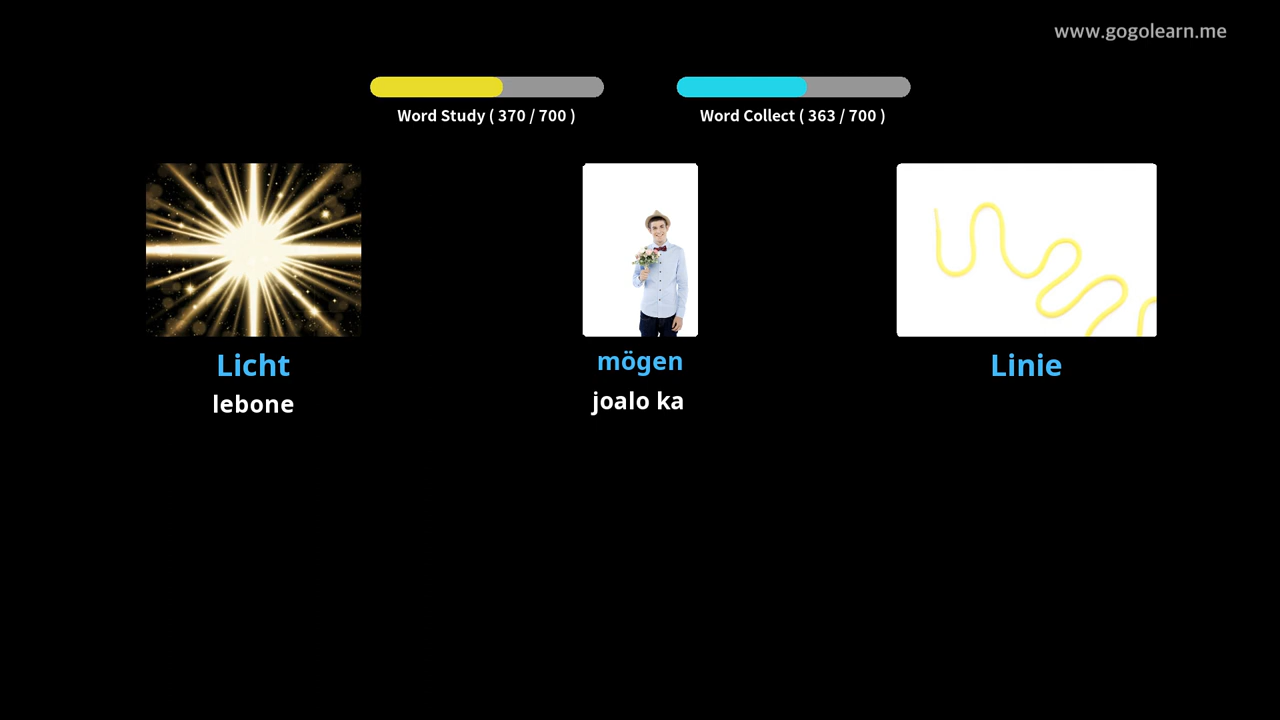 www.gogolearn.me
Word Study ( 370 / 700 )
Word Collect ( 363 / 700 )
Licht
lebone
mögen
joalo ka
Linie